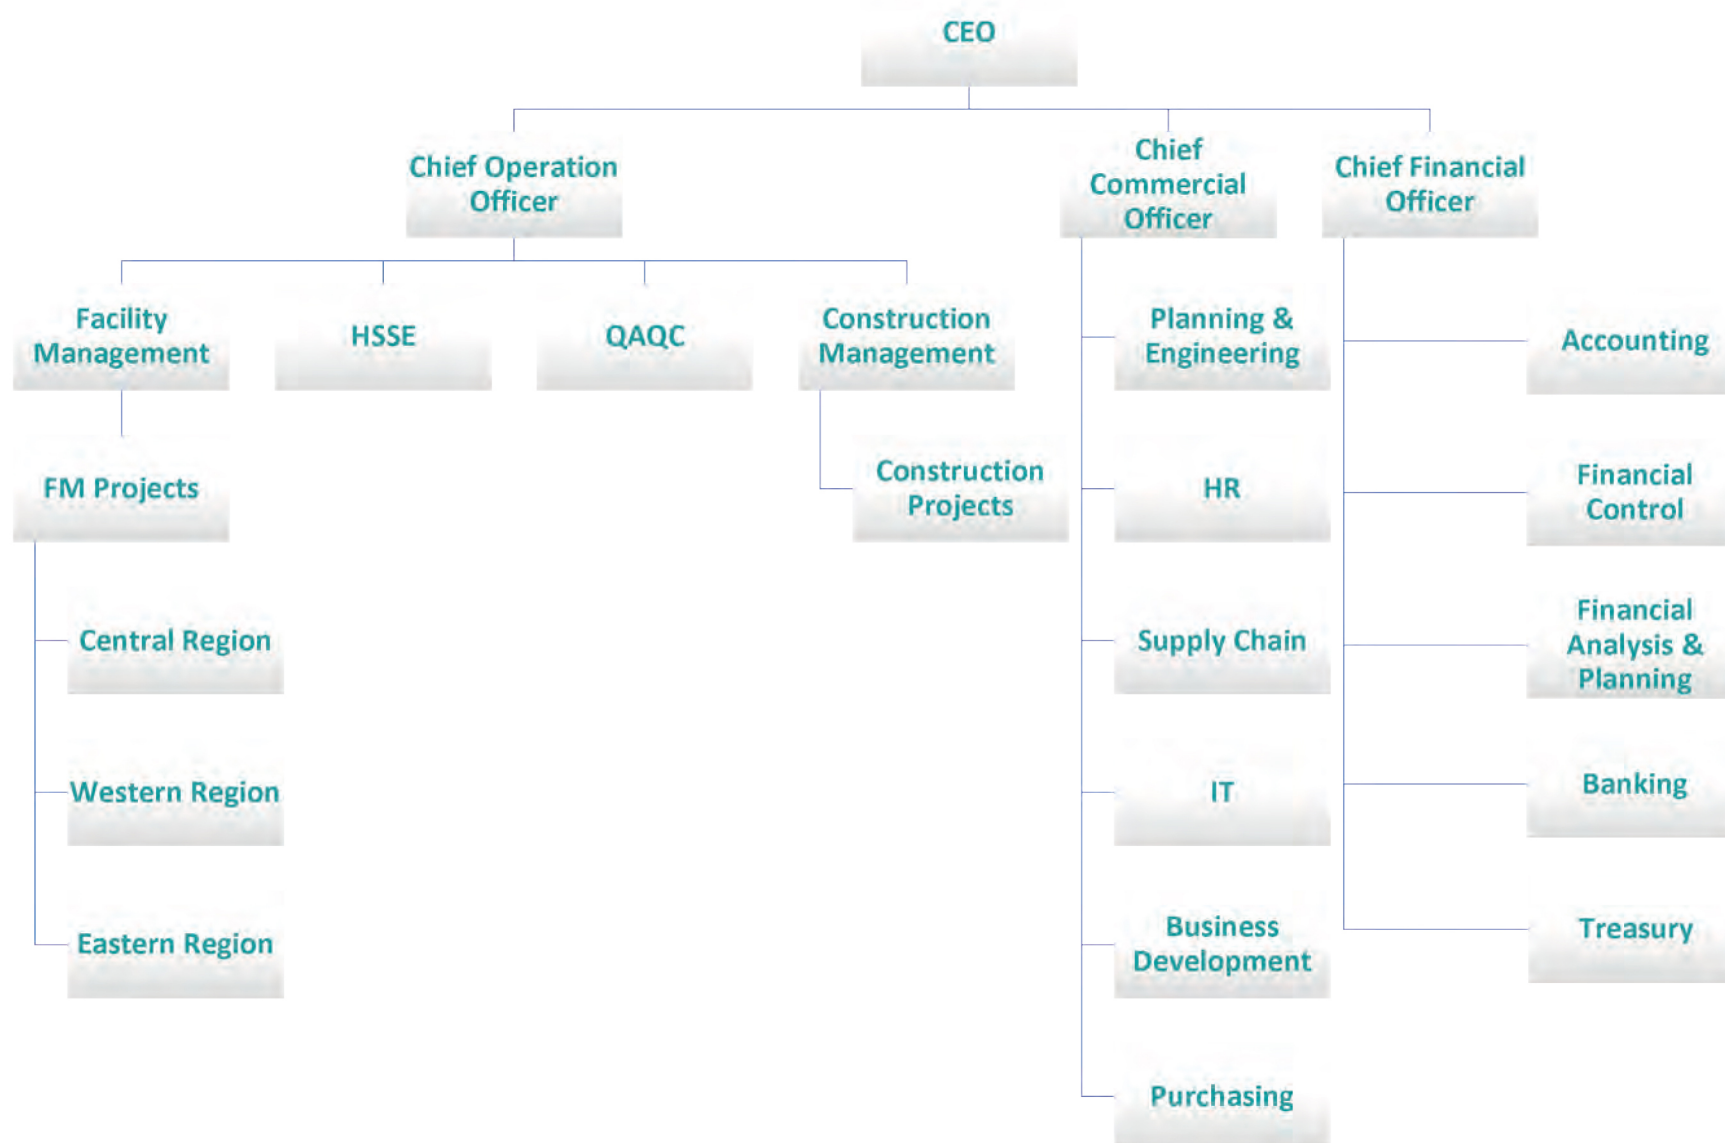 CEO
Chief Operation
Officer
Chief
Commercial
Officer
Chief Financial
Officer
Facility
Management
HSSE
QAQC
Construction
Management
Planning &
Engineering
Accounting
FM Projects
Construction
Projects
HR
Financial
Control
Central Region
Supply Chain
Financial
Analysis &
Planning
Western Region
IT
Banking
Eastern Region
Business
Development
Treasury
Purchasing